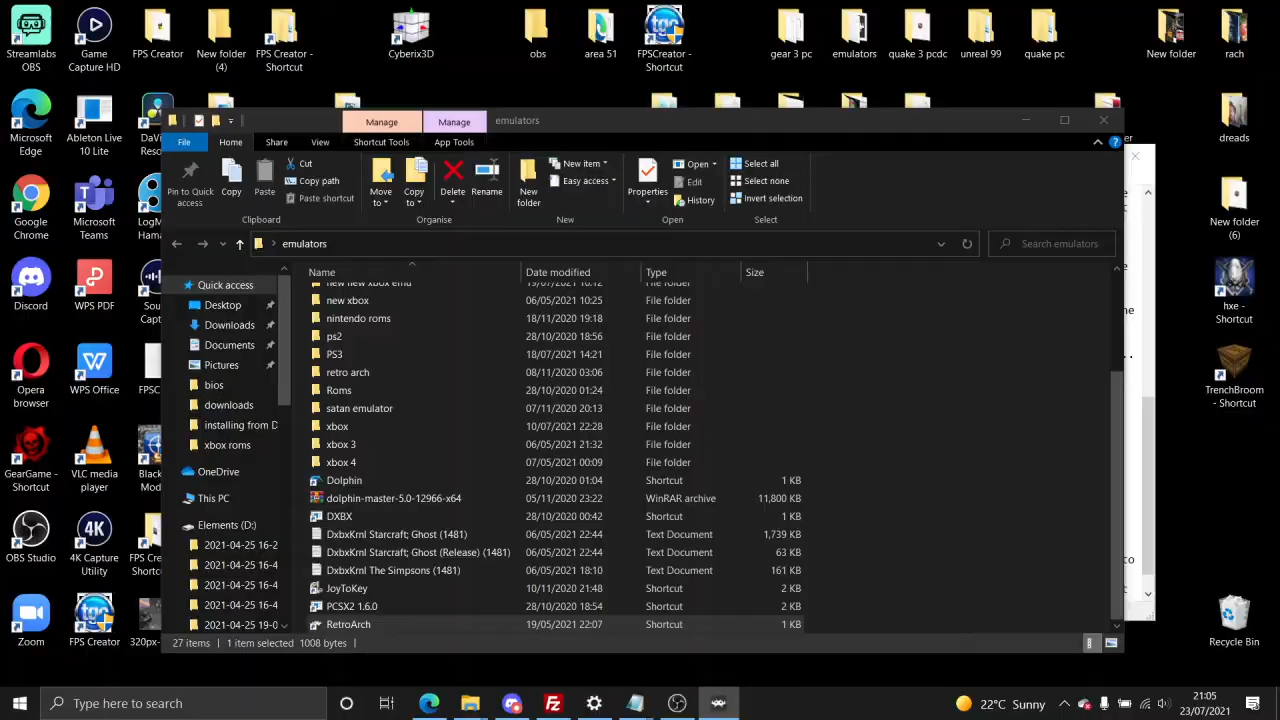 Streamlabs OBS
Game Capture HD
FPS Creator
New folder (4)
FPS Creator - Shortcut
Cyberix3D
obs
area 51
FPSCreator - Shortcut
gear 3 pc
emulators
quake 3 pcdc
unreal 99
quake pc
New folder
rach
Microsoft Edge
Ableton Live 10 Lite
DaVi
Reso
dreads
Google Chrome
Microsoft Teams
LogM
Hama
New folder (6)
Discord
WPS PDF
Sou
Capt
hxe - Shortcut
Opera browser
WPS Office
FPSC
TrenchBroom - Shortcut
GearGame - Shortcut
VLC media player
Black
Mod
OBS Studio
4K Capture Utility
FPS Cre
Shortcu
Zoom
FPS Creator
320px-
Recycle Bin
Manage
Manage
emulators
File
Home
Share
View
Shortcut Tools
App Tools
Pin to Quick access
Copy
Paste
Cut
Copy path
Paste shortcut
Clipboard
Move to
Copy to
Delete
Rename
Organise
New folder
New item
Easy access
New
Properties
Open
Edit
History
Open
Select all
Select none
Invert selection
Select
emulators
Search emulators
Quick access
Desktop
Downloads
Documents
Pictures
bios
downloads
installing from D
xbox roms
OneDrive
This PC
Elements (D:)
2021-04-25 16-2
2021-04-25 16-4
2021-04-25 16-4
2021-04-25 16-4
2021-04-25 19-0
Name Date modified Type Size
new new xbox emu 19/07/2021 16:12 File folder
new xbox 06/05/2021 10:25 File folder
nintendo roms 18/11/2020 19:18 File folder
ps2 28/10/2020 18:56 File folder
PS3 18/07/2021 14:21 File folder
retro arch 08/11/2020 03:06 File folder
Roms 28/10/2020 01:24 File folder
satan emulator 07/11/2020 20:13 File folder
xbox 10/07/2021 22:28 File folder
xbox 3 06/05/2021 21:32 File folder
xbox 4 07/05/2021 00:09 File folder
Dolphin 28/10/2020 01:04 Shortcut 1 KB
dolphin-master-5.0-12966-x64 05/11/2020 23:22 WinRAR archive 11,800 KB
DXBX 28/10/2020 00:42 Shortcut 1 KB
DxbxKrnl Starcraft; Ghost (1481) 06/05/2021 22:44 Text Document 1,739 KB
DxbxKrnl Starcraft; Ghost (Release) (1481) 06/05/2021 22:44 Text Document 63 KB
DxbxKrnl The Simpsons (1481) 06/05/2021 18:10 Text Document 161 KB
JoyToKey 10/11/2020 21:48 Shortcut 2 KB
PCSX2 1.6.0 28/10/2020 18:54 Shortcut 2 KB
RetroArch 19/05/2021 22:07 Shortcut 1 KB
27 items 1 item selected 1008 bytes
Type here to search
22°C Sunny
21:05
23/07/2021